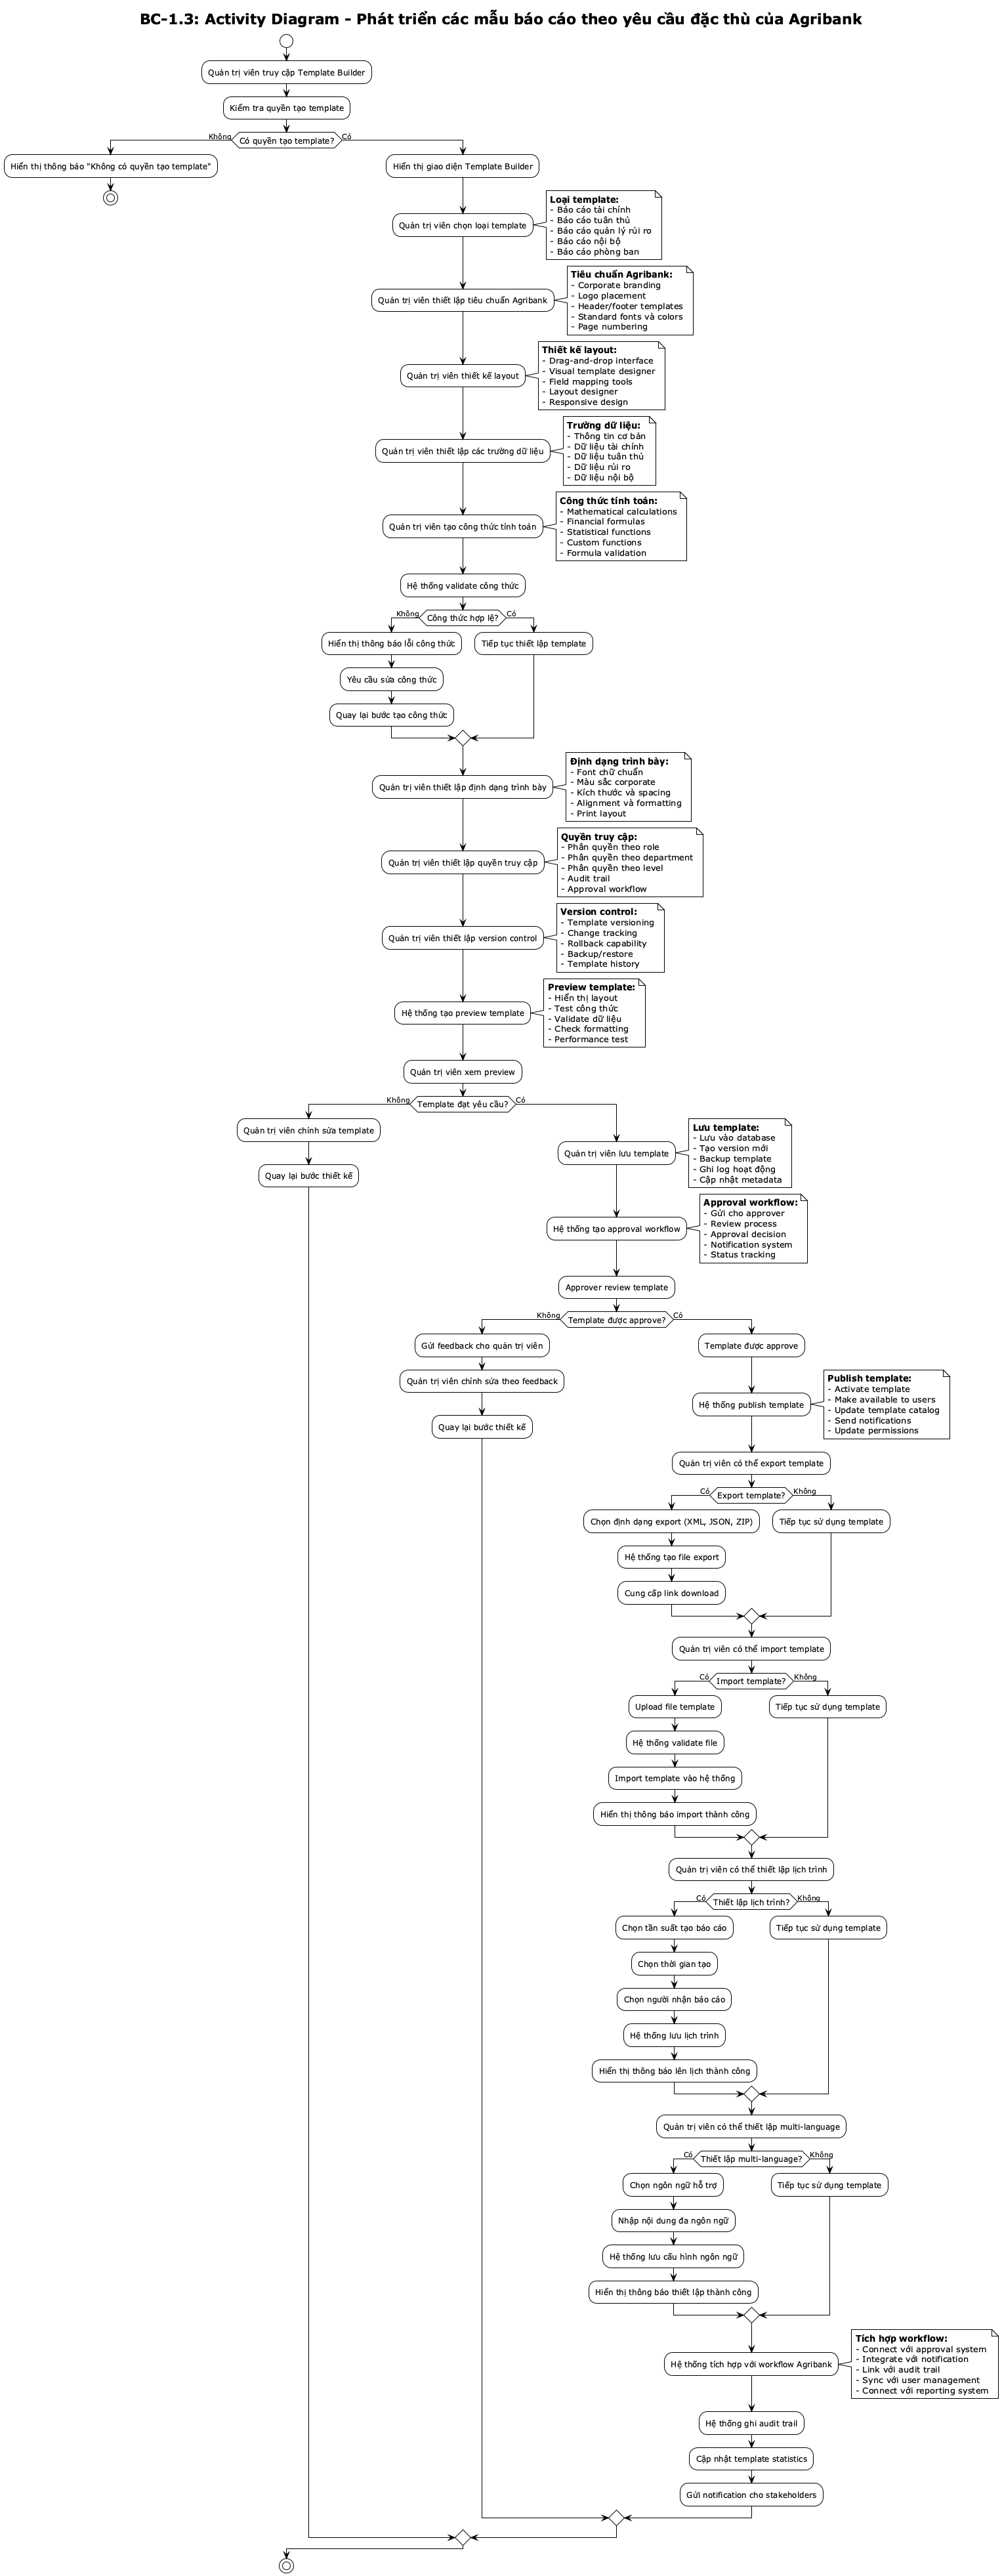 BC-1.3: Activity Diagram - Phát triển các mẫu báo cáo theo yêu cầu đặc thù của Agribank
Quản trị viên truy cập Template Builder
Kiểm tra quyền tạo template
Không
Có quyền tạo template?
Có
Hiển thị thông báo "Không có quyền tạo template"
Hiển thị giao diện Template Builder
Quản trị viên chọn loại template
Loại template:
- Báo cáo tài chính
- Báo cáo tuân thủ
- Báo cáo quản lý rủi ro
- Báo cáo nội bộ
- Báo cáo phòng ban
Quản trị viên thiết lập tiêu chuẩn Agribank
Tiêu chuẩn Agribank:
- Corporate branding
- Logo placement
- Header/footer templates
- Standard fonts và colors
- Page numbering
Quản trị viên thiết kế layout
Thiết kế layout:
- Drag-and-drop interface
- Visual template designer
- Field mapping tools
- Layout designer
- Responsive design
Quản trị viên thiết lập các trường dữ liệu
Trường dữ liệu:
- Thông tin cơ bản
- Dữ liệu tài chính
- Dữ liệu tuân thủ
- Dữ liệu rủi ro
- Dữ liệu nội bộ
Quản trị viên tạo công thức tính toán
Công thức tính toán:
- Mathematical calculations
- Financial formulas
- Statistical functions
- Custom functions
- Formula validation
Hệ thống validate công thức
Không
Công thức hợp lệ?
Có
Hiển thị thông báo lỗi công thức
Tiếp tục thiết lập template
Yêu cầu sửa công thức
Quay lại bước tạo công thức
Quản trị viên thiết lập định dạng trình bày
Định dạng trình bày:
- Font chữ chuẩn
- Màu sắc corporate
- Kích thước và spacing
- Alignment và formatting
- Print layout
Quản trị viên thiết lập quyền truy cập
Quyền truy cập:
- Phân quyền theo role
- Phân quyền theo department
- Phân quyền theo level
- Audit trail
- Approval workflow
Quản trị viên thiết lập version control
Version control:
- Template versioning
- Change tracking
- Rollback capability
- Backup/restore
- Template history
Hệ thống tạo preview template
Preview template:
- Hiển thị layout
- Test công thức
- Validate dữ liệu
- Check formatting
- Performance test
Quản trị viên xem preview
Không
Template đạt yêu cầu?
Có
Quản trị viên chỉnh sửa template
Quay lại bước thiết kế
Quản trị viên lưu template
Lưu template:
- Lưu vào database
- Tạo version mới
- Backup template
- Ghi log hoạt động
- Cập nhật metadata
Hệ thống tạo approval workflow
Approval workflow:
- Gửi cho approver
- Review process
- Approval decision
- Notification system
- Status tracking
Approver review template
Không
Template được approve?
Có
Gửi feedback cho quản trị viên
Template được approve
Quản trị viên chỉnh sửa theo feedback
Quay lại bước thiết kế
Hệ thống publish template
Publish template:
- Activate template
- Make available to users
- Update template catalog
- Send notifications
- Update permissions
Quản trị viên có thể export template
Có
Export template?
Không
Chọn định dạng export (XML, JSON, ZIP)
Tiếp tục sử dụng template
Hệ thống tạo file export
Cung cấp link download
Quản trị viên có thể import template
Có
Import template?
Không
Upload file template
Tiếp tục sử dụng template
Hệ thống validate file
Import template vào hệ thống
Hiển thị thông báo import thành công
Quản trị viên có thể thiết lập lịch trình
Có
Thiết lập lịch trình?
Không
Chọn tần suất tạo báo cáo
Tiếp tục sử dụng template
Chọn thời gian tạo
Chọn người nhận báo cáo
Hệ thống lưu lịch trình
Hiển thị thông báo lên lịch thành công
Quản trị viên có thể thiết lập multi-language
Có
Thiết lập multi-language?
Không
Chọn ngôn ngữ hỗ trợ
Tiếp tục sử dụng template
Nhập nội dung đa ngôn ngữ
Hệ thống lưu cấu hình ngôn ngữ
Hiển thị thông báo thiết lập thành công
Hệ thống tích hợp với workflow Agribank
Tích hợp workflow:
- Connect với approval system
- Integrate với notification
- Link với audit trail
- Sync với user management
- Connect với reporting system
Hệ thống ghi audit trail
Cập nhật template statistics
Gửi notification cho stakeholders